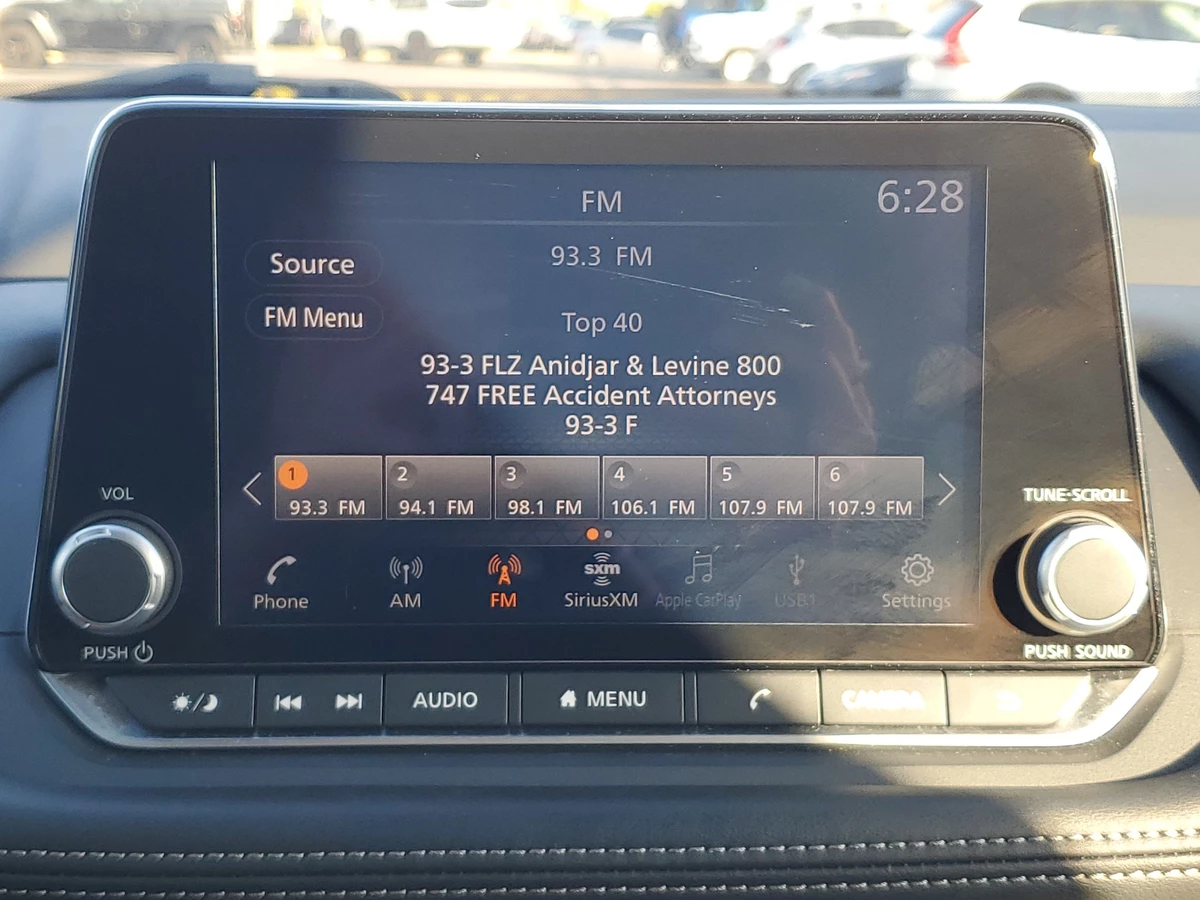 FM
6:28
Source
93.3 FM
FM Menu
Top 40
93-3 FLZ Anidjar & Levine 800
747 FREE Accident Attorneys
93-3 F
1 2 3 4 5 6
93.3 FM 94.1 FM 98.1 FM 106.1 FM 107.9 FM 107.9 FM
VOL
TUNE·SCROLL
sxm
Phone AM FM SiriusXM Apple CarPlay USB1 Settings
PUSH
PUSH SOUND
AUDIO
MENU
CAMERA